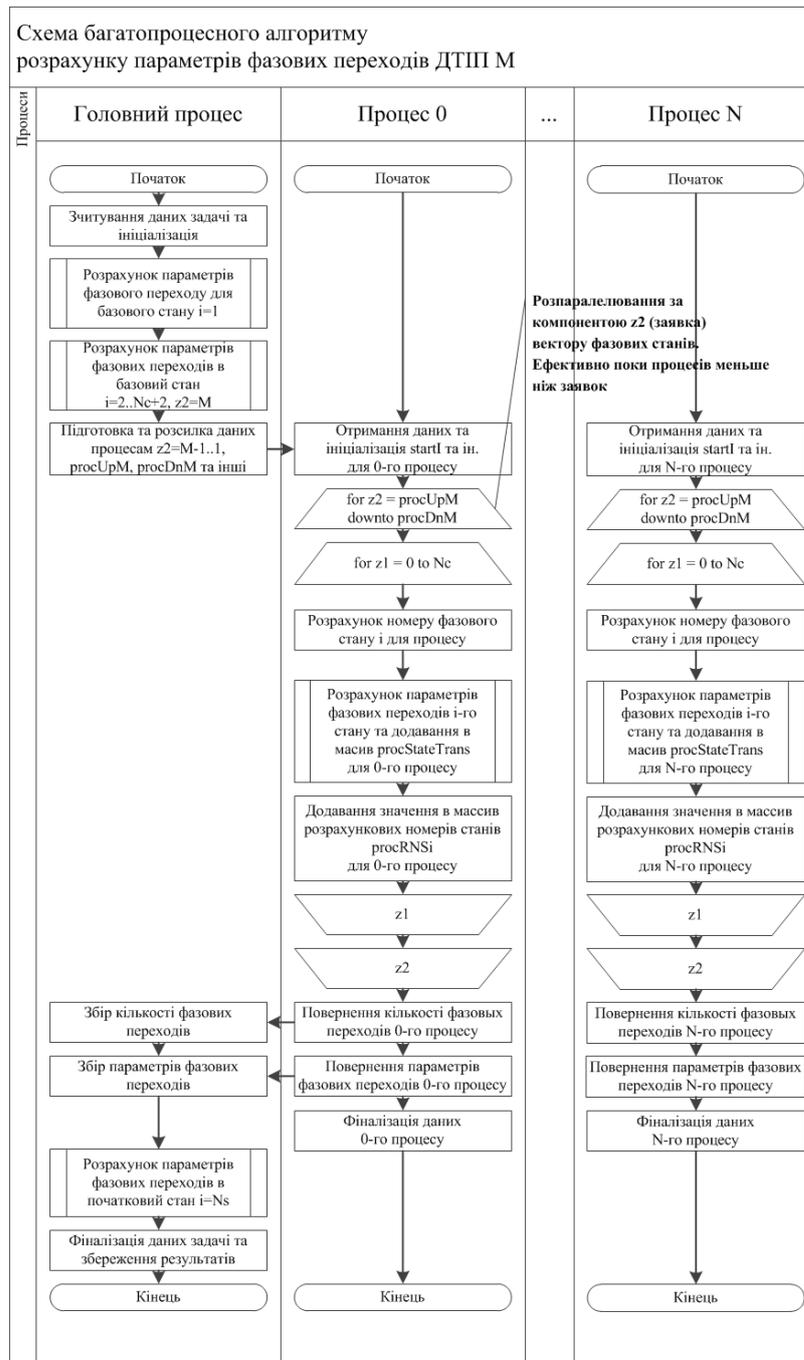 Схема багатопроцесного алгоритму
розрахунку параметрів фазових переходів ДТІП М
Процеси
Головний процес
Процес 0
...
Процес N
Початок
Зчитування даних задачі та
ініціалізація
Розрахунок параметрів
фазового переходу для
базового стану i=1
Розрахунок параметрів
фазових переходів в
базовий стан
i=2..Nc+2, z2=M
Підготовка та розсилка даних
процесам z2=M-1..1,
procUpM, procDnM та інші
Збір кількості фазових
переходів
Збір параметрів фазових
переходів
Розрахунок параметрів
фазових переходів в
початковий стан i=Ns
Фіналізація даних задачі та
збереження результатів
Кінець
Початок
Отримання даних та
ініціалізація startI та ін.
для 0-го процесу
for z2 = procUpM
downto procDnM
for z1 = 0 to Nc
Розрахунок номеру фазового
стану i для процесу
Розрахунок параметрів
фазових переходів i-го
стану та додавання в
масив procStateTrans
для 0-го процесу
Додавання значення в массив
розрахункових номерів станів
procRNSi
для 0-го процесу
z1
z2
Повернення кількості фазовых
переходів 0-го процесу
Повернення параметрів
фазових переходів 0-го процесу
Фіналізація даних
0-го процесу
Кінець
Розпаралелювання за
компонентою z2 (заявка)
вектору фазових станів.
Ефективно поки процесів меньше
ніж заявок
Початок
Отримання даних та
ініціалізація startI та ін.
для N-го процесу
for z2 = procUpM
downto procDnM
for z1 = 0 to Nc
Розрахунок номеру фазового
стану i для процесу
Розрахунок параметрів
фазових переходів i-го
стану та додавання в
масив procStateTrans
для N-го процесу
Додавання значення в массив
розрахункових номерів станів
procRNSi
для N-го процесу
z1
z2
Повернення кількості фазовых
переходів N-го процесу
Повернення параметрів фазових
переходів N-го процесу
Фіналізація даних
N-го процесу
Кінець